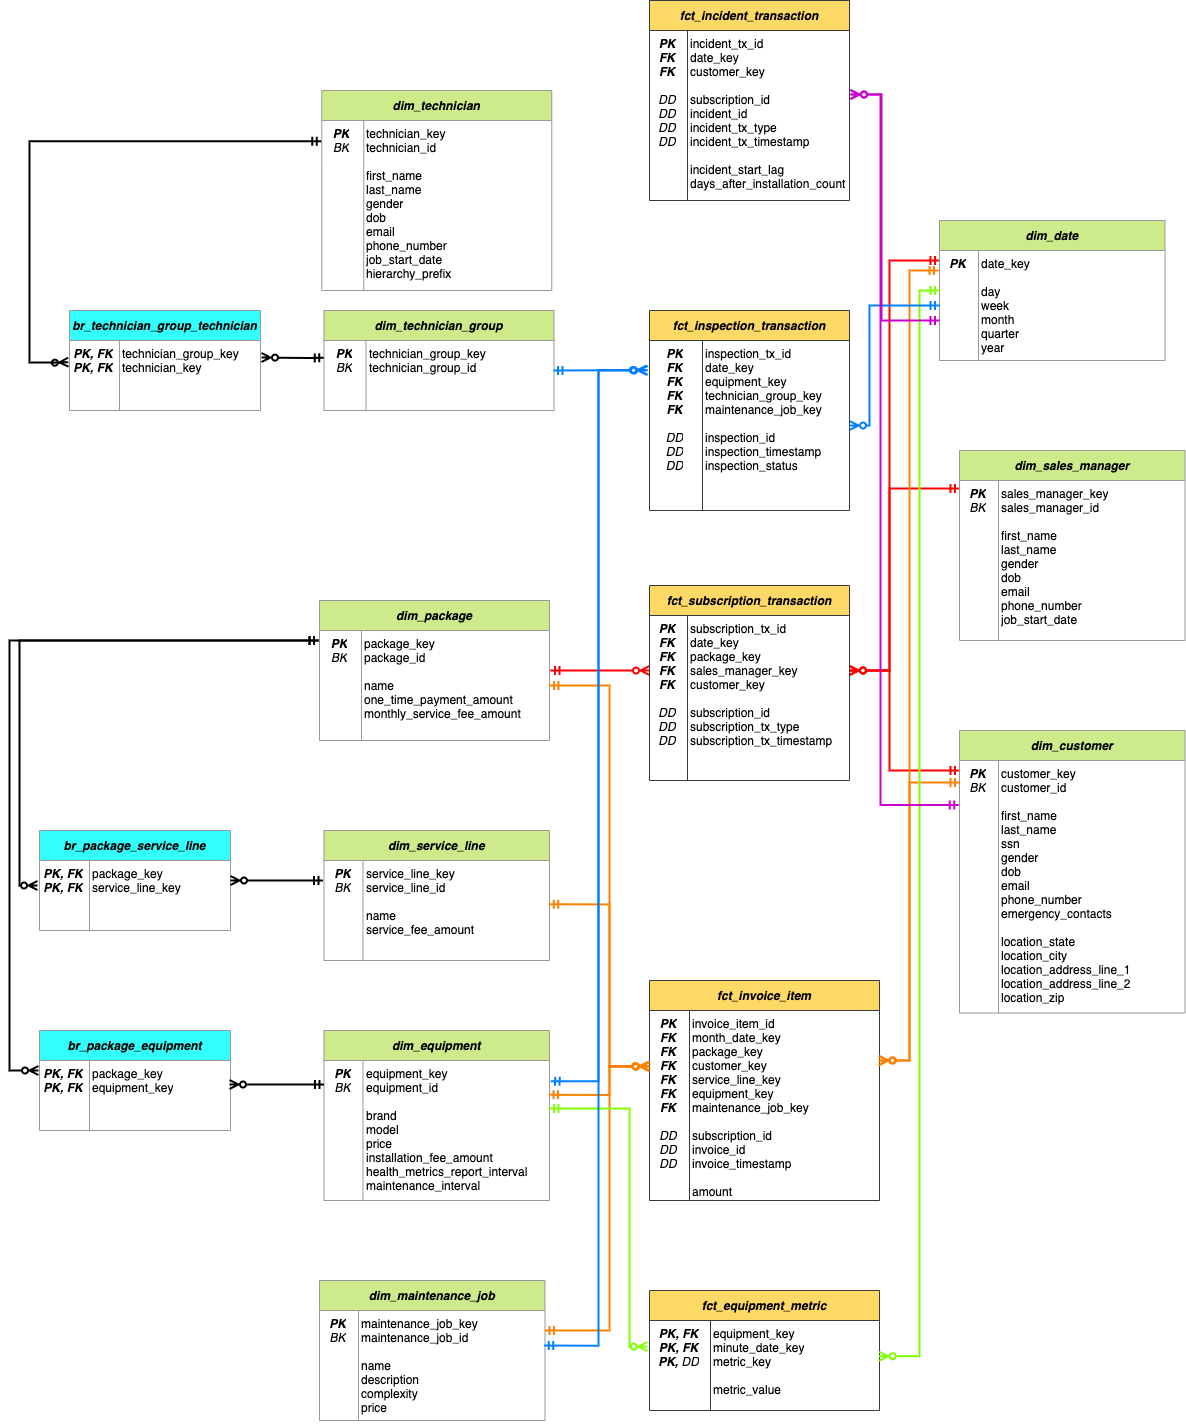 fct_incident_transaction
PK incident_tx_id
FK date_key
FK customer_key
DD subscription_id
DD incident_id
DD incident_tx_type
DD incident_tx_timestamp
incident_start_lag
days_after_installation_count
dim_technician
PK technician_key
BK technician_id
first_name
last_name
gender
dob
email
phone_number
job_start_date
hierarchy_prefix
dim_date
PK date_key
day
week
month
quarter
year
br_technician_group_technician
PK, FK technician_group_key
PK, FK technician_key
dim_technician_group
PK technician_group_key
BK technician_group_id
fct_inspection_transaction
PK inspection_tx_id
FK date_key
FK equipment_key
FK technician_group_key
FK maintenance_job_key
DD inspection_id
DD inspection_timestamp
DD inspection_status
dim_sales_manager
PK sales_manager_key
BK sales_manager_id
first_name
last_name
gender
dob
email
phone_number
job_start_date
dim_package
PK package_key
BK package_id
name
one_time_payment_amount
monthly_service_fee_amount
fct_subscription_transaction
PK subscription_tx_id
FK date_key
FK package_key
FK sales_manager_key
FK customer_key
DD subscription_id
DD subscription_tx_type
DD subscription_tx_timestamp
dim_customer
PK customer_key
BK customer_id
first_name
last_name
ssn
gender
dob
email
phone_number
emergency_contacts
location_state
location_city
location_address_line_1
location_address_line_2
location_zip
br_package_service_line
PK, FK package_key
PK, FK service_line_key
dim_service_line
PK service_line_key
BK service_line_id
name
service_fee_amount
fct_invoice_item
PK invoice_item_id
FK month_date_key
FK package_key
FK customer_key
FK service_line_key
FK equipment_key
FK maintenance_job_key
DD subscription_id
DD invoice_id
DD invoice_timestamp
amount
br_package_equipment
PK, FK package_key
PK, FK equipment_key
dim_equipment
PK equipment_key
BK equipment_id
brand
model
price
installation_fee_amount
health_metrics_report_interval
maintenance_interval
dim_maintenance_job
PK maintenance_job_key
BK maintenance_job_id
name
description
complexity
price
fct_equipment_metric
PK, FK equipment_key
PK, FK minute_date_key
PK, DD metric_key
metric_value